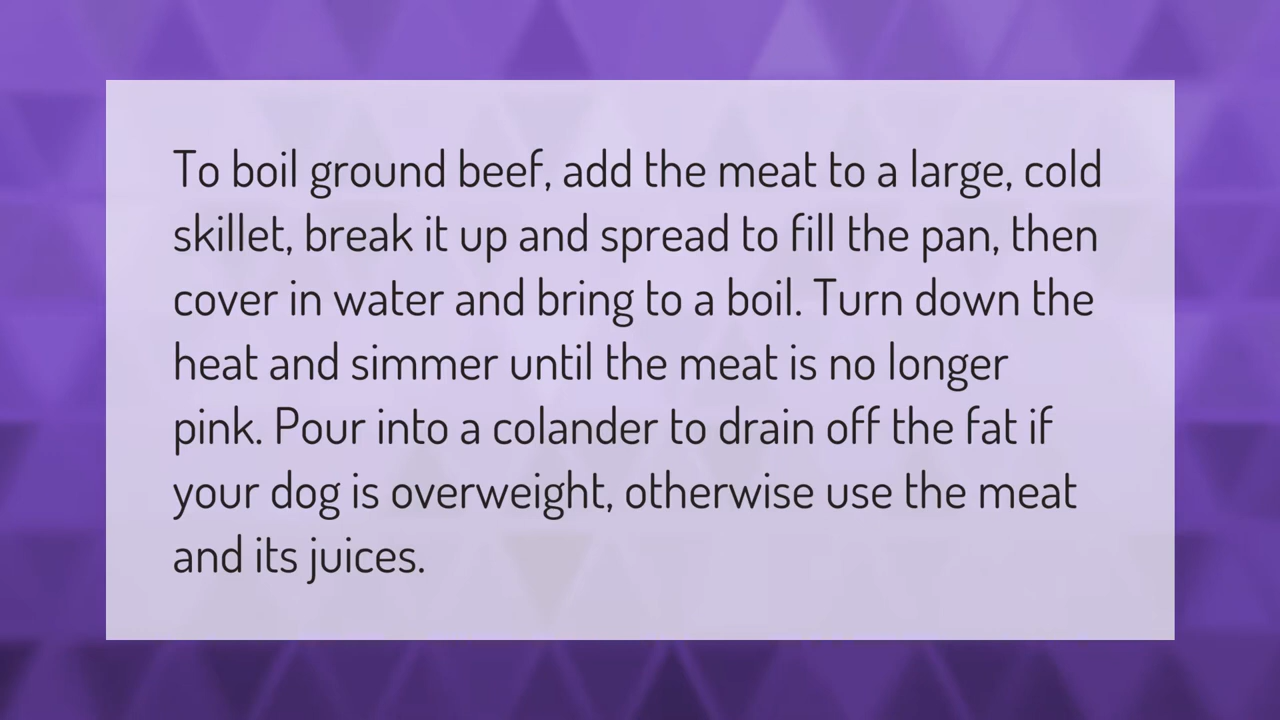 To boil ground beef, add the meat to a large, cold
skillet, break it up and spread to fill the pan, then
cover in water and bring to a boil. Turn down the
heat and simmer until the meat is no longer
pink. Pour into a colander to drain off the fat if
your dog is overweight, otherwise use the meat
and its juices.